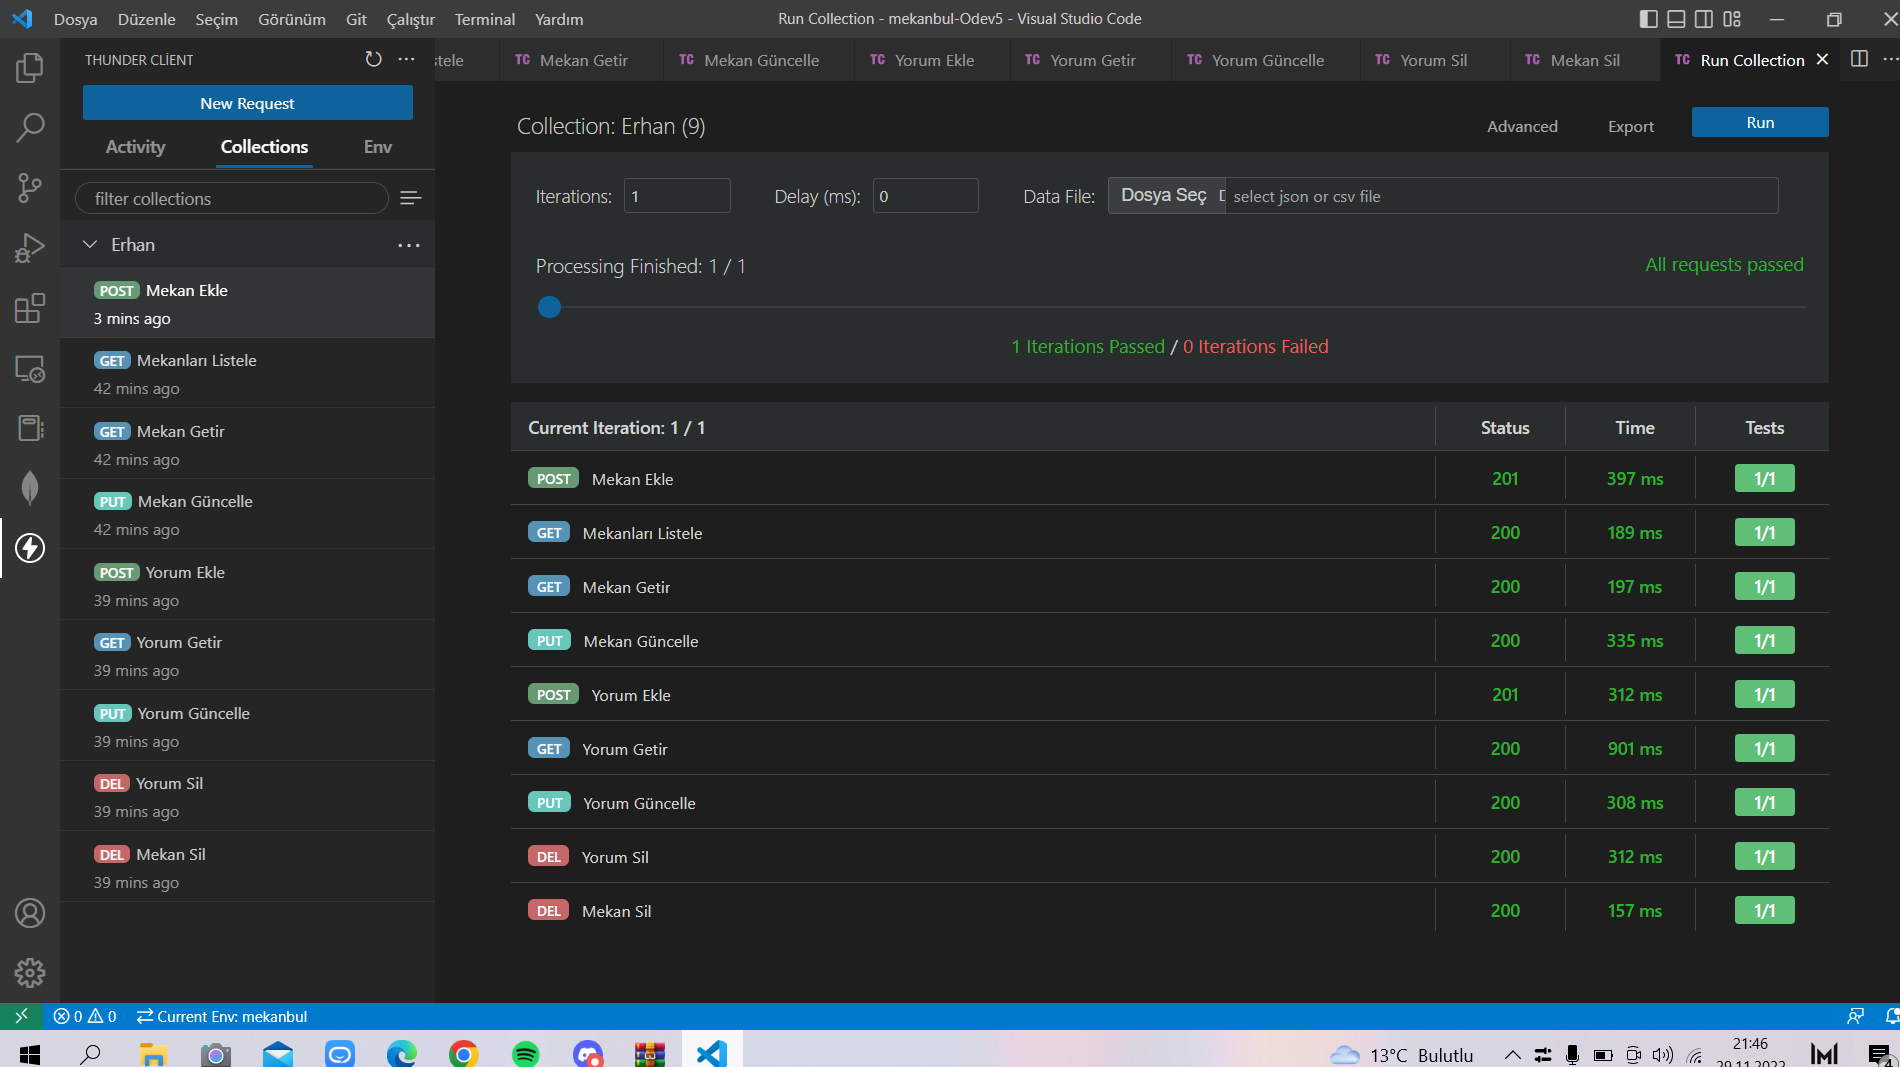 Dosya Düzenle Seçim Görünüm Git Çalıştır Terminal Yardım
Run Collection - mekanbul-Odev5 - Visual Studio Code
THUNDER CLİENT
New Request
Activity Collections Env
filter collections
Erhan
POST Mekan Ekle
3 mins ago
GET Mekanları Listele
42 mins ago
GET Mekan Getir
42 mins ago
PUT Mekan Güncelle
42 mins ago
POST Yorum Ekle
39 mins ago
GET Yorum Getir
39 mins ago
PUT Yorum Güncelle
39 mins ago
DEL Yorum Sil
39 mins ago
DEL Mekan Sil
39 mins ago
stele TC Mekan Getir TC Mekan Güncelle TC Yorum Ekle TC Yorum Getir TC Yorum Güncelle TC Yorum Sil TC Mekan Sil TC Run Collection
Collection: Erhan (9)
Advanced Export Run
Iterations: 1 Delay (ms): 0 Data File: Dosya Seç select json or csv file
Processing Finished: 1 / 1
All requests passed
1 Iterations Passed / 0 Iterations Failed
Current Iteration: 1 / 1 Status Time Tests
POST Mekan Ekle 201 397 ms 1/1
GET Mekanları Listele 200 189 ms 1/1
GET Mekan Getir 200 197 ms 1/1
PUT Mekan Güncelle 200 335 ms 1/1
POST Yorum Ekle 201 312 ms 1/1
GET Yorum Getir 200 901 ms 1/1
PUT Yorum Güncelle 200 308 ms 1/1
DEL Yorum Sil 200 312 ms 1/1
DEL Mekan Sil 200 157 ms 1/1
0 0 Current Env: mekanbul
13°C Bulutlu
21:46
29.11.2022
4